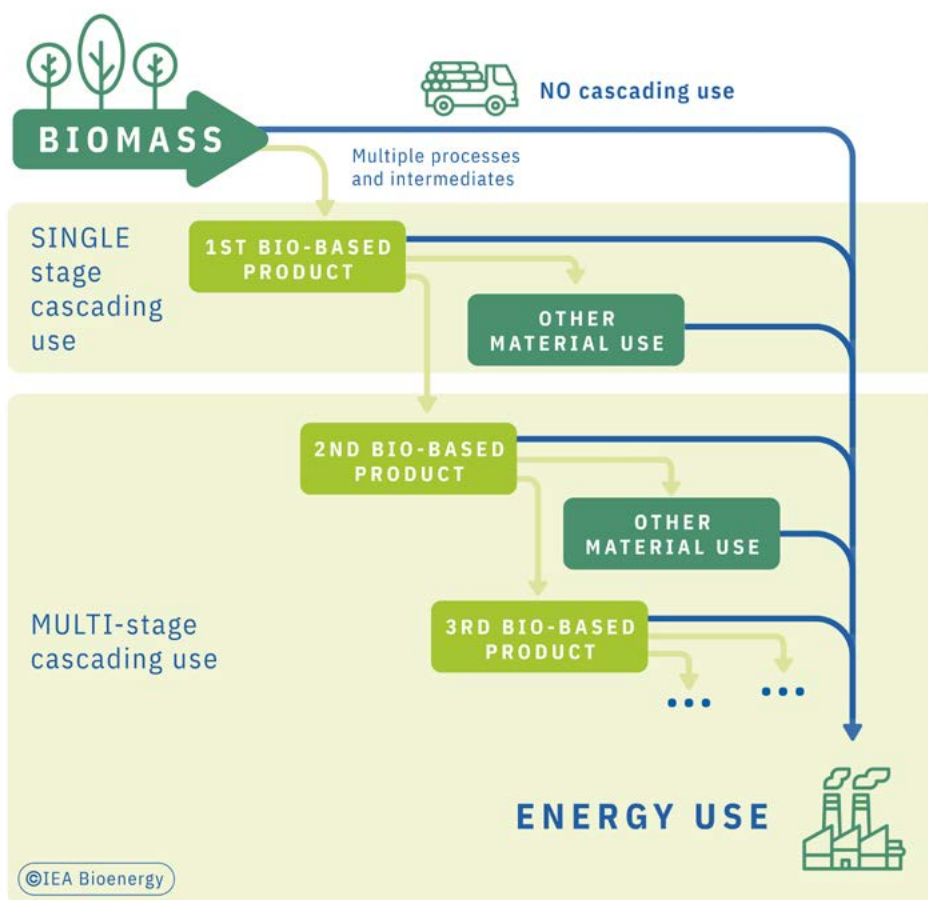 BIOMASS
NO cascading use
Multiple processes
and intermediates
SINGLE
stage
cascading
use
1ST BIO-BASED
PRODUCT
OTHER
MATERIAL USE
2ND BIO-BASED
PRODUCT
OTHER
MATERIAL USE
MULTI-stage
cascading use
3RD BIO-BASED
PRODUCT
...
...
ENERGY USE
©IEA Bioenergy